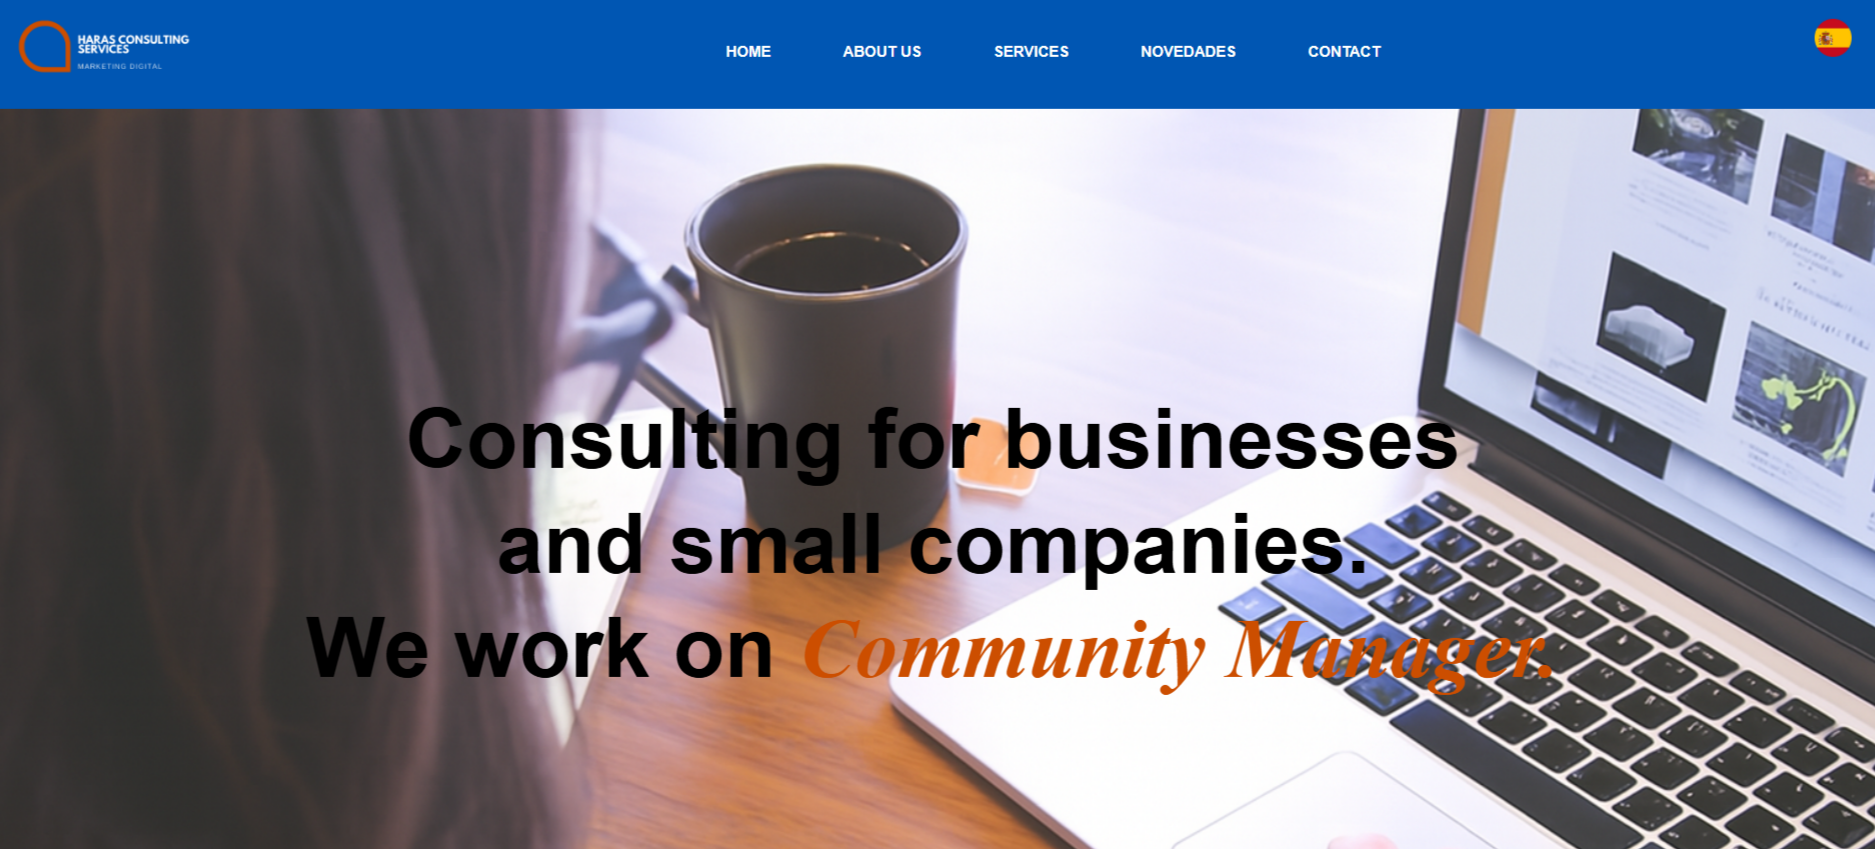 HARAS CONSULTING
SERVICES
MARKETING DIGITAL
HOME ABOUT US SERVICES NOVEDADES CONTACT
Consulting for businesses
and small companies.
We work on Community Manager.